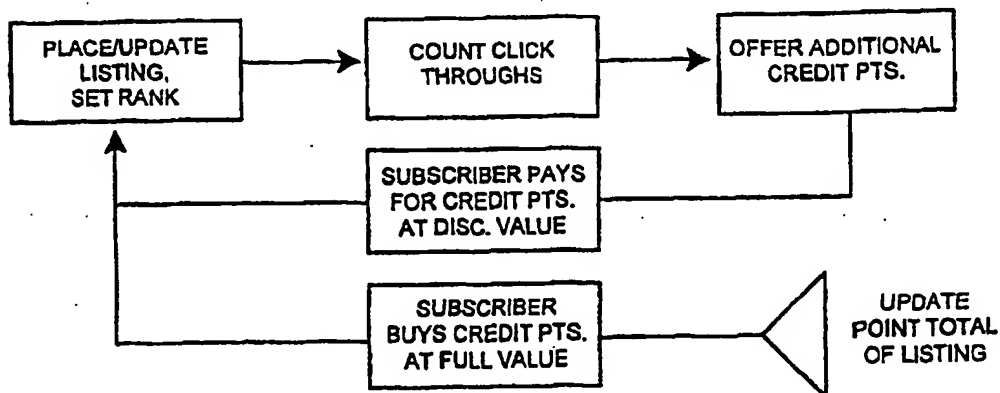 PLACE/UPDATE
LISTING,
SET RANK
COUNT CLICK
THROUGHS
OFFER ADDITIONAL
CREDIT PTS.
SUBSCRIBER PAYS
FOR CREDIT PTS.
AT DISC. VALUE
SUBSCRIBER
BUYS CREDIT PTS.
AT FULL VALUE
UPDATE
POINT TOTAL
OF LISTING